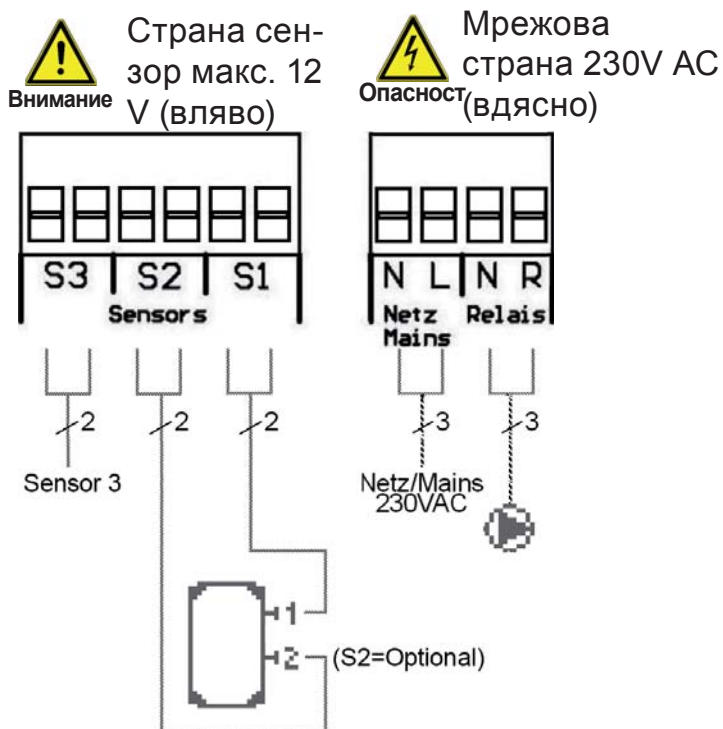 Страна сен-
зор макс. 12
V (вляво)
Внимание
Мрежова
страна 230V AC
(вдясно)
Опасност
S3 S2 S1
Sensors
N L N R
Netz Relais
Mains
2 2 2
3 3
Sensor 3
Netz/Mains
230VAC
1
2 (S2=Optional)